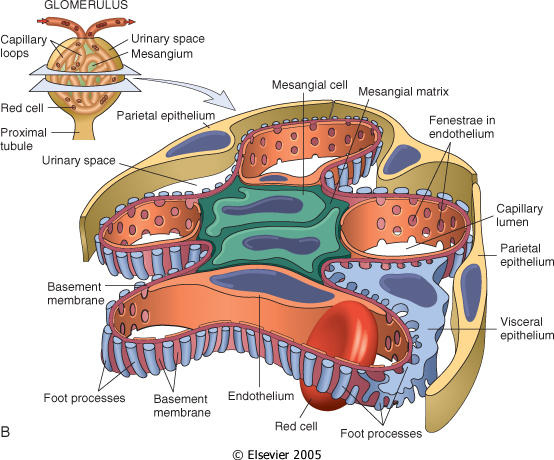 GLOMERULUS
Capillary
loops
Urinary space
Mesangium
Red cell
Proximal
tubule
Parietal epithelium
Mesangial cell
Mesangial matrix
Fenestrae in
endothelium
Urinary space
Capillary
lumen
Parietal
epithelium
Basement
membrane
Visceral
epithelium
Foot processes
Basement
membrane
Endothelium
Red cell
Foot processes
B
© Elsevier 2005